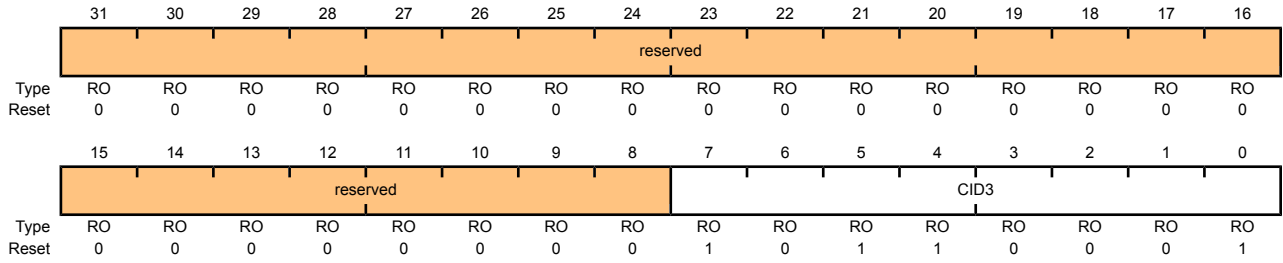 31 30 29 28 27 26 25 24 23 22 21 20 19 18 17 16
reserved
Type RO RO RO RO RO RO RO RO RO RO RO RO RO RO RO RO
Reset 0 0 0 0 0 0 0 0 0 0 0 0 0 0 0 0
15 14 13 12 11 10 9 8 7 6 5 4 3 2 1 0
reserved CID3
Type RO RO RO RO RO RO RO RO RO RO RO RO RO RO RO RO
Reset 0 0 0 0 0 0 0 0 1 0 1 1 0 0 0 1